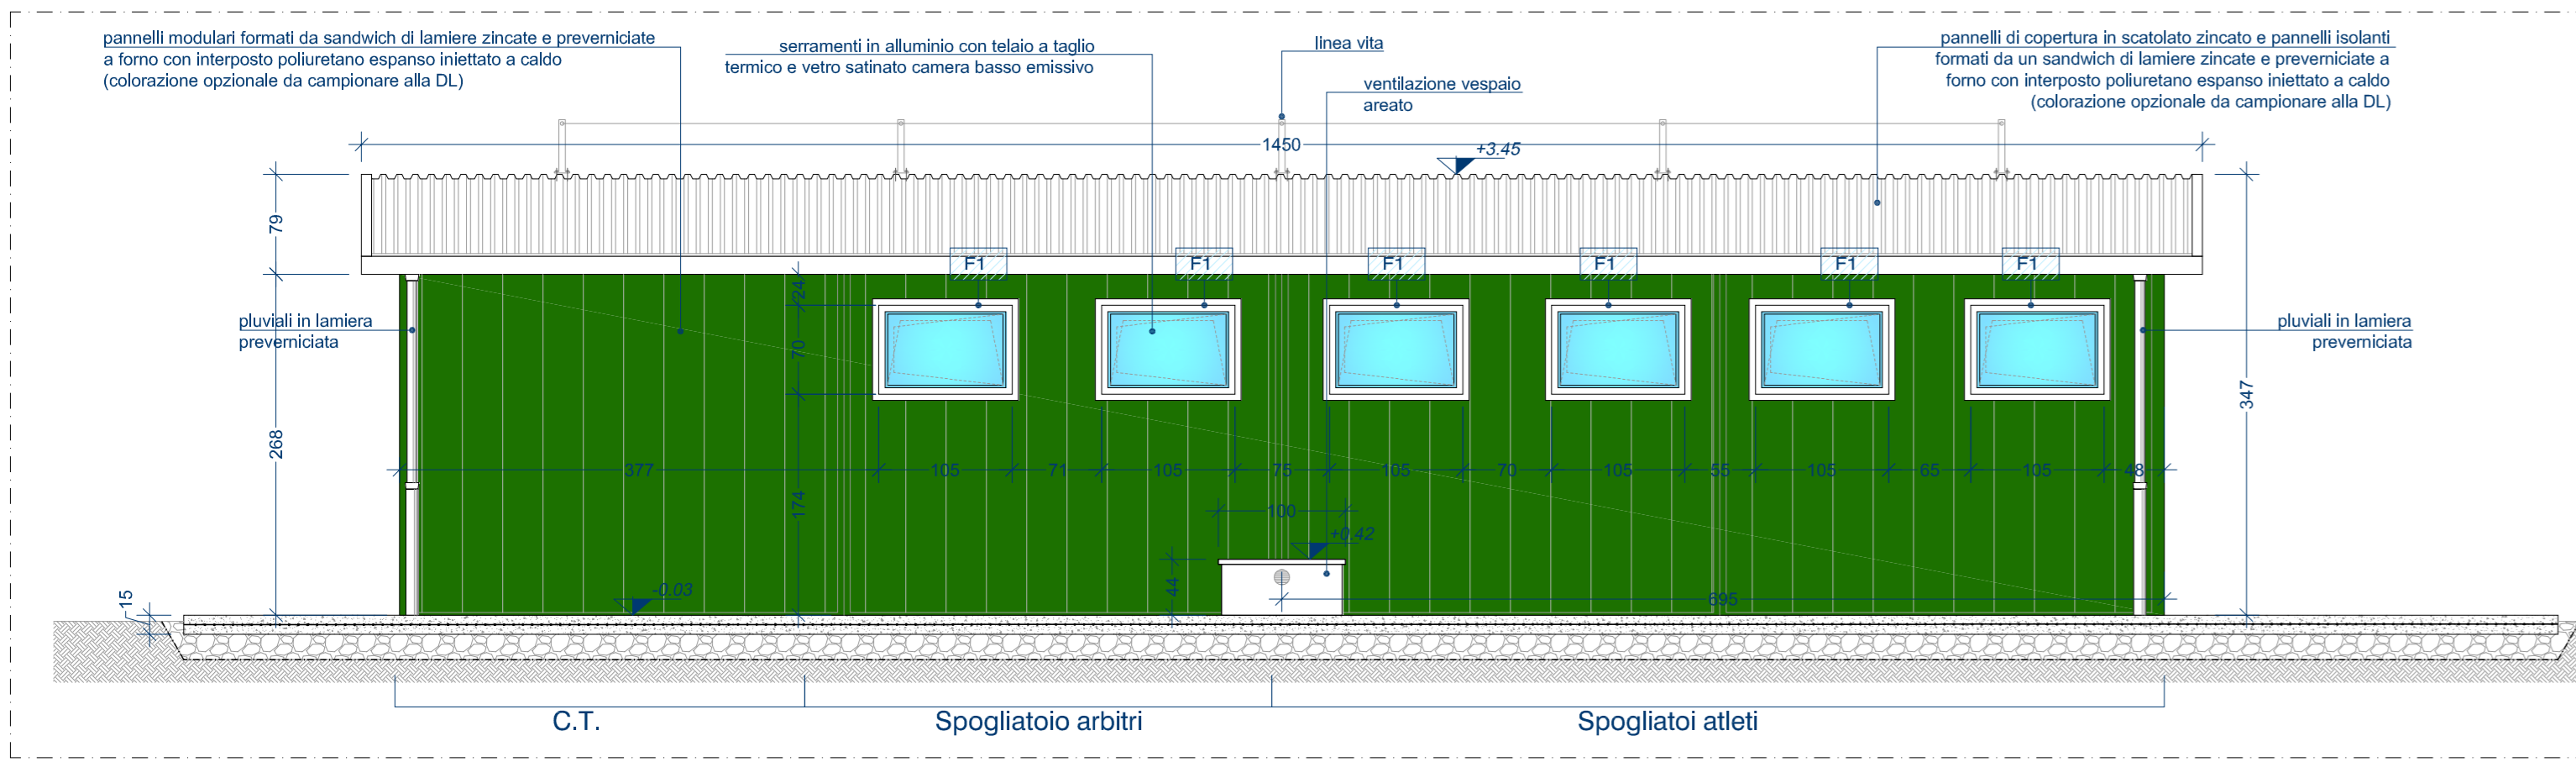 pannelli modulari formati da sandwich di lamiere zincate e preverniciate
a forno con interposto poliuretano espanso iniettato a caldo
(colorazione opzionale da campionare alla DL)
serramenti in alluminio con telaio a taglio
termico e vetro satinato camera basso emissivo
linea vita
ventilazione vespaio
areato
pannelli di copertura in scatolato zincato e pannelli isolanti
formati da un sandwich di lamiere zincate e preverniciate a
forno con interposto poliuretano espanso iniettato a caldo
(colorazione opzionale da campionare alla DL)
1450
+3.45
79
F1
F1
F1
F1
F1
F1
24
pluviali in lamiera
preverniciata
pluviali in lamiera
preverniciata
70
347
268
377
105
71
105
75
105
70
105
55
105
65
105
48
174
100
+0.42
44
-0.03
695
15
C.T.
Spogliatoio arbitri
Spogliatoi atleti